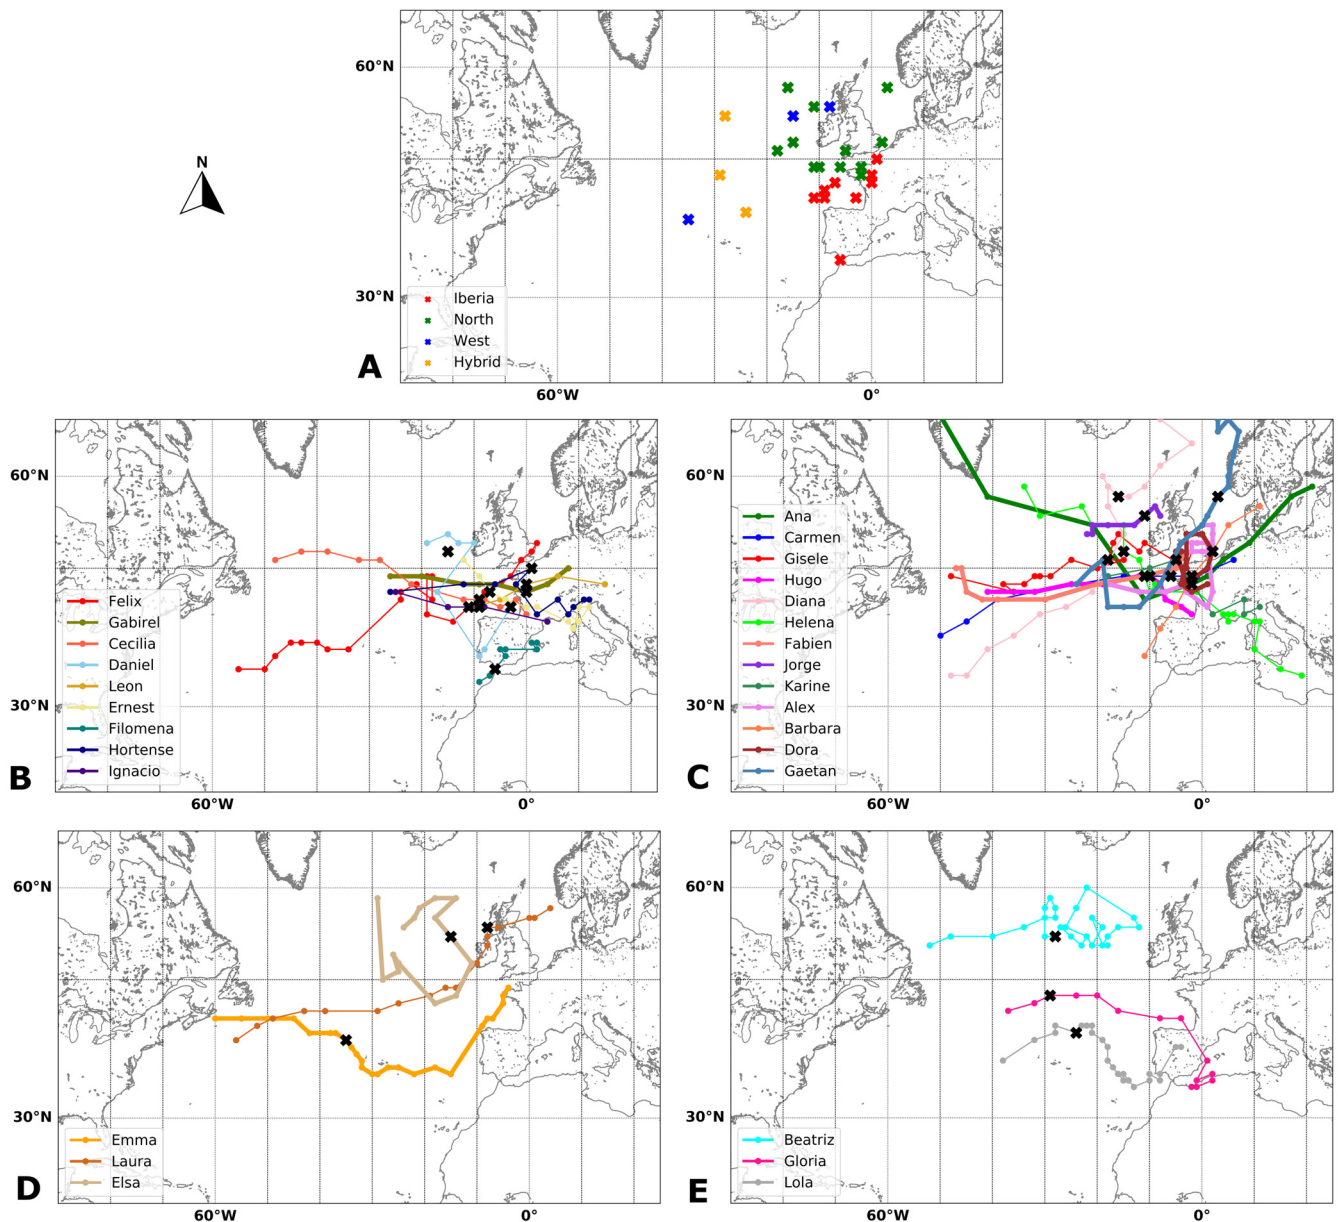 N
60°N
30°N
Iberia
North
West
Hybrid
A
60°W
0°
60°N
30°N
Felix
Gabirel
Cecilia
Daniel
Leon
Ernest
Filomena
Hortense
Ignacio
B
60°W
0°
60°N
30°N
Ana
Carmen
Gisele
Hugo
Diana
Helena
Fabien
Jorge
Karine
Alex
Barbara
Dora
Gaetan
C
60°W
0°
60°N
30°N
Emma
Laura
Elsa
D
60°W
0°
60°N
30°N
Beatriz
Gloria
Lola
E
60°W
0°